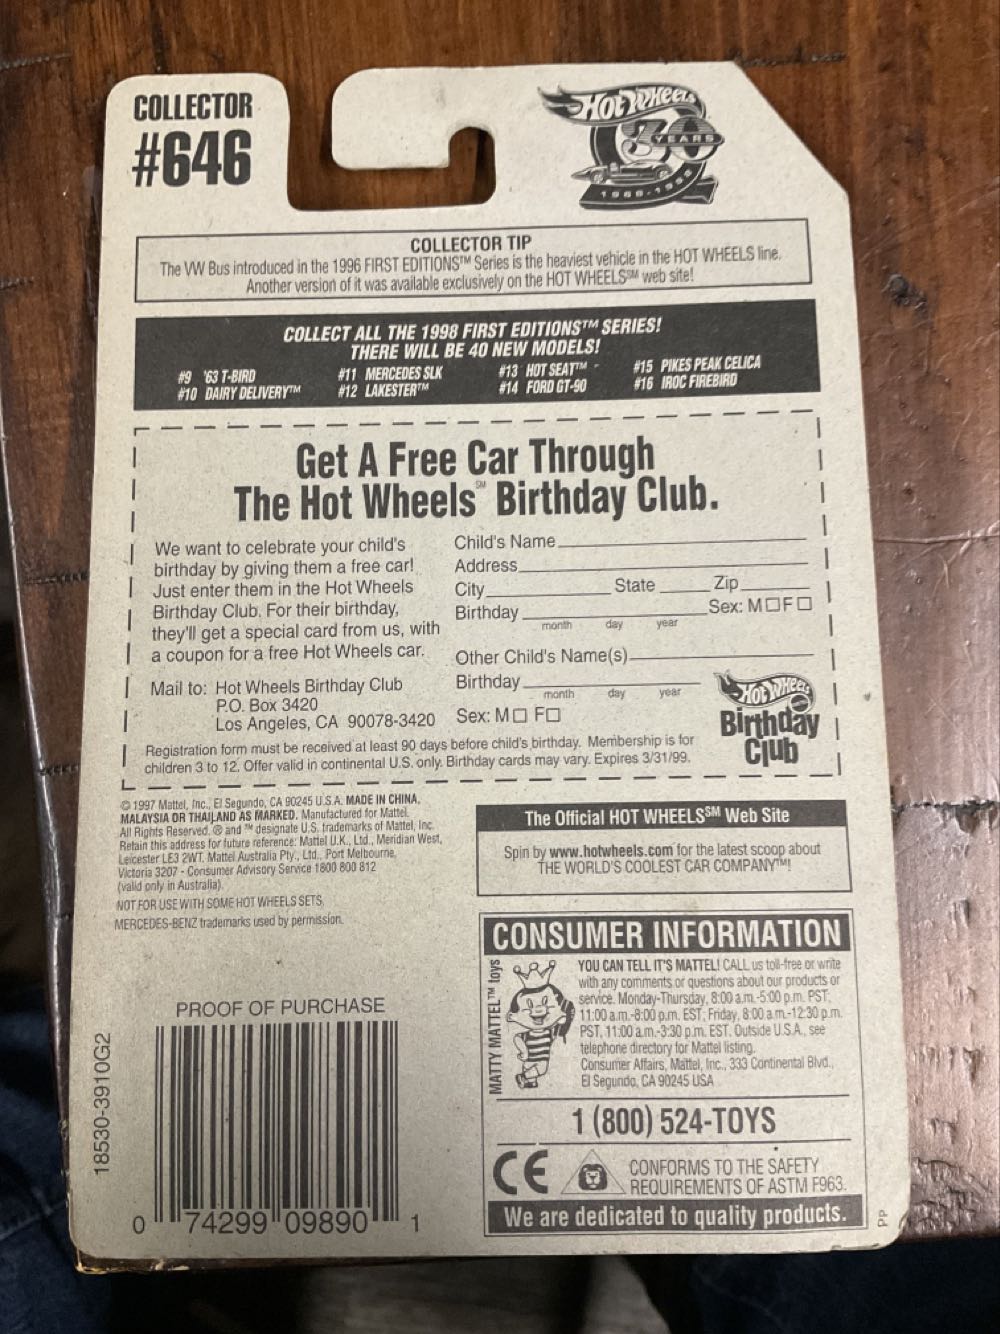 COLLECTOR
#646
HOT WHEELS
30
YEARS
1968-1998
COLLECTOR TIP
The VW Bus introduced in the 1996 FIRST EDITIONS™ Series is the heaviest vehicle in the HOT WHEELS line.
Another version of it was available exclusively on the HOT WHEELS℠ web site!
COLLECT ALL THE 1998 FIRST EDITIONS™ SERIES!
THERE WILL BE 40 NEW MODELS!
#9 '63 T-BIRD
#10 DAIRY DELIVERY™
#11 MERCEDES SLK
#12 LAKESTER™
#13 HOT SEAT™
#14 FORD GT-90
#15 PIKES PEAK CELICA
#16 IROC FIREBIRD
Get A Free Car Through
The Hot Wheels℠ Birthday Club.
We want to celebrate your child's
birthday by giving them a free car!
Just enter them in the Hot Wheels
Birthday Club. For their birthday,
they'll get a special card from us, with
a coupon for a free Hot Wheels car.
Mail to: Hot Wheels Birthday Club
P.O. Box 3420
Los Angeles, CA 90078-3420
Child's Name
Address
City State Zip
Birthday Sex: M☐F☐
month day year
Other Child's Name(s)
Birthday
month day year
Sex: M☐ F☐
Hot Wheels
Birthday
Club
Registration form must be received at least 90 days before child's birthday. Membership is for
children 3 to 12. Offer valid in continental U.S. only. Birthday cards may vary. Expires 3/31/99.
© 1997 Mattel, Inc., El Segundo, CA 90245 U.S.A. MADE IN CHINA,
MALAYSIA OR THAILAND AS MARKED. Manufactured for Mattel.
All Rights Reserved. ® and ™ designate U.S. trademarks of Mattel, Inc.
Retain this address for future reference: Mattel U.K., Ltd., Meridian West,
Leicester LE3 2WT. Mattel Australia Pty., Ltd., Port Melbourne,
Victoria 3207 - Consumer Advisory Service 1800 800 812
(valid only in Australia).
NOT FOR USE WITH SOME HOT WHEELS SETS.
MERCEDES-BENZ trademarks used by permission.
The Official HOT WHEELS℠ Web Site
Spin by www.hotwheels.com for the latest scoop about
THE WORLD'S COOLEST CAR COMPANY™!
CONSUMER INFORMATION
MATTY MATTEL™ toys
YOU CAN TELL IT'S MATTEL! CALL us toll-free or write
with any comments or questions about our products or
service. Monday-Thursday, 8:00 a.m.-5:00 p.m. PST,
11:00 a.m.-8:00 p.m. EST; Friday, 8:00 a.m.-12:30 p.m.
PST, 11:00 a.m.-3:30 p.m. EST. Outside U.S.A., see
telephone directory for Mattel listing.
Consumer Affairs, Mattel, Inc., 333 Continental Blvd.,
El Segundo, CA 90245 USA
1 (800) 524-TOYS
CE
CONFORMS TO THE SAFETY
REQUIREMENTS OF ASTM F963.
We are dedicated to quality products.
PP
PROOF OF PURCHASE
18530-3910G2
0 74299 09890 1